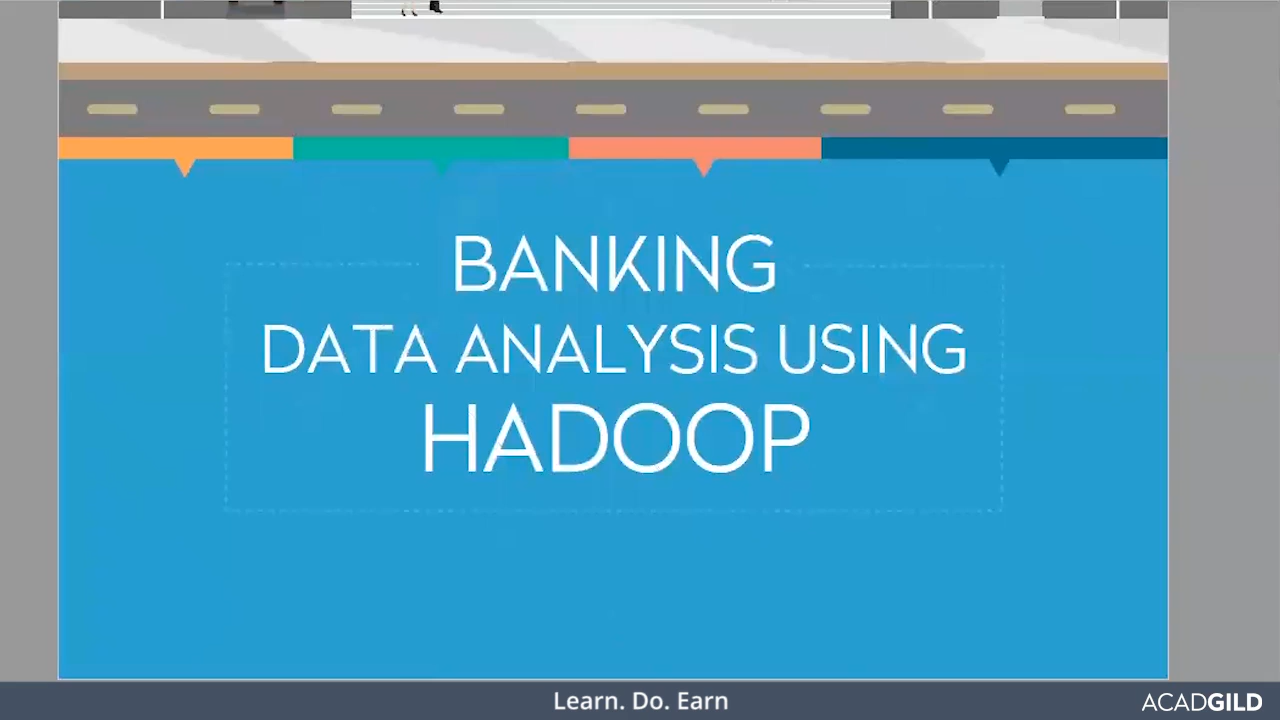 BANKING
DATA ANALYSIS USING
HADOOP
Learn. Do. Earn
ACADGILD